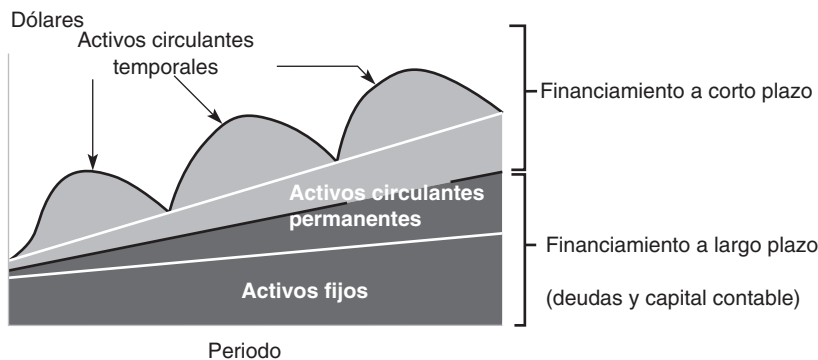 Dólares
Activos circulantes
temporales
Financiamiento a corto plazo
Activos circulantes
permanentes
Financiamiento a largo plazo
Activos fijos
(deudas y capital contable)
Periodo